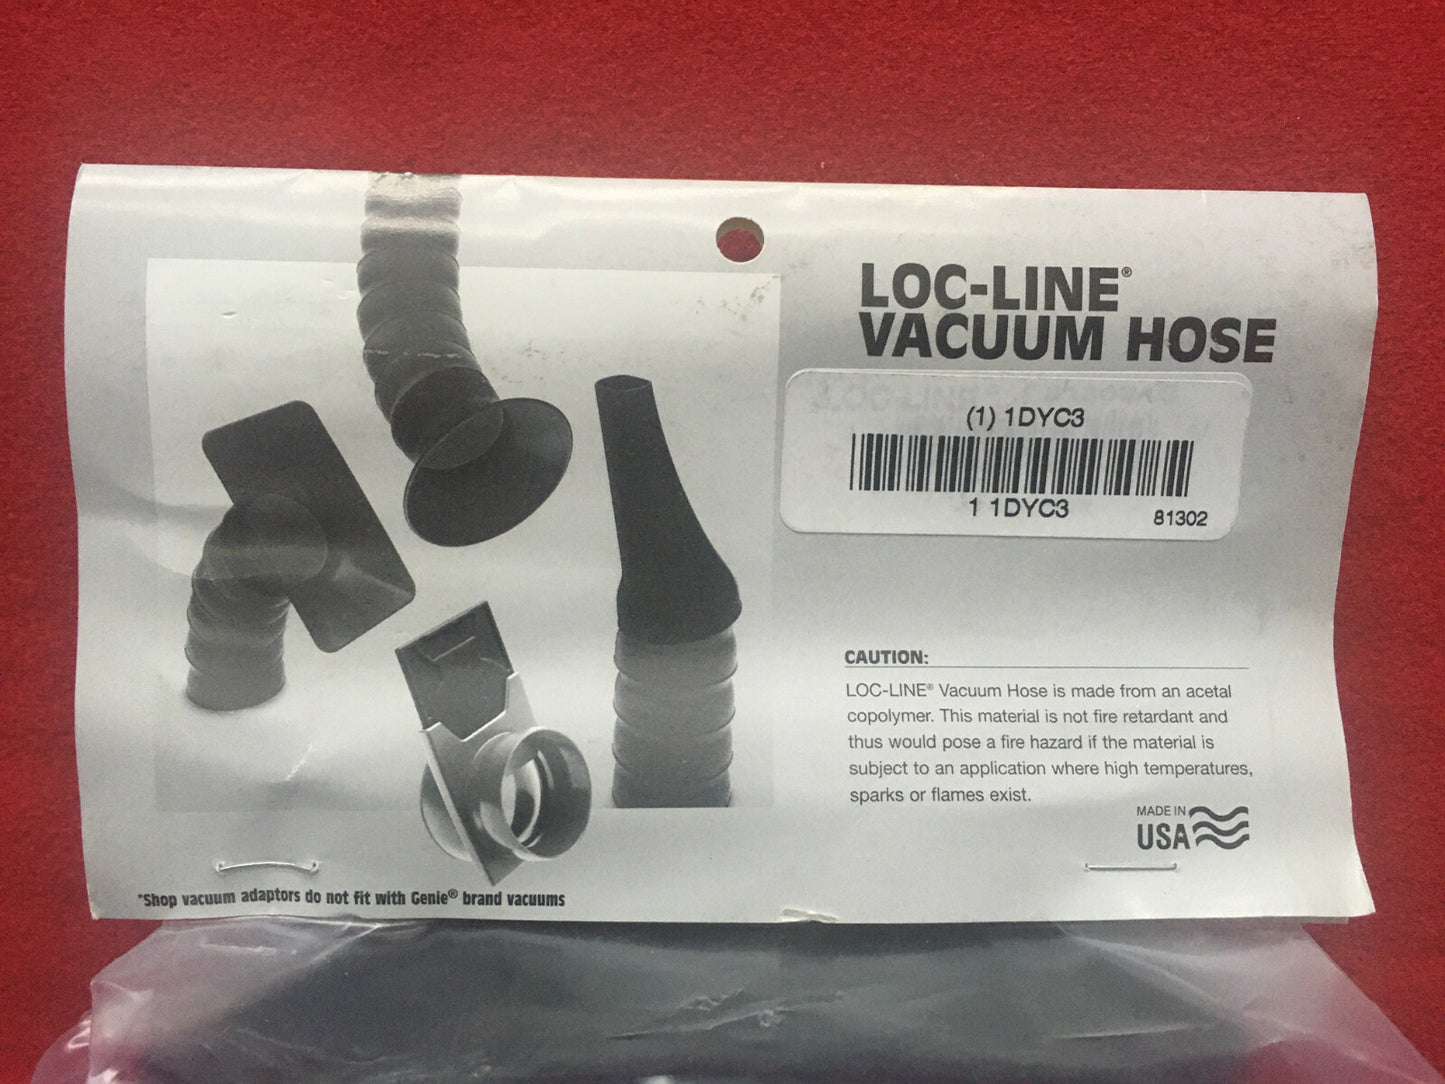 LOC-LINE®
VACUUM HOSE
(1) 1DYC3
1 1DYC3
81302
CAUTION:
LOC-LINE® Vacuum Hose is made from an acetal
copolymer. This material is not fire retardant and
thus would pose a fire hazard if the material is
subject to an application where high temperatures,
sparks or flames exist.
MADE IN
USA
*Shop vacuum adaptors do not fit with Genie® brand vacuums